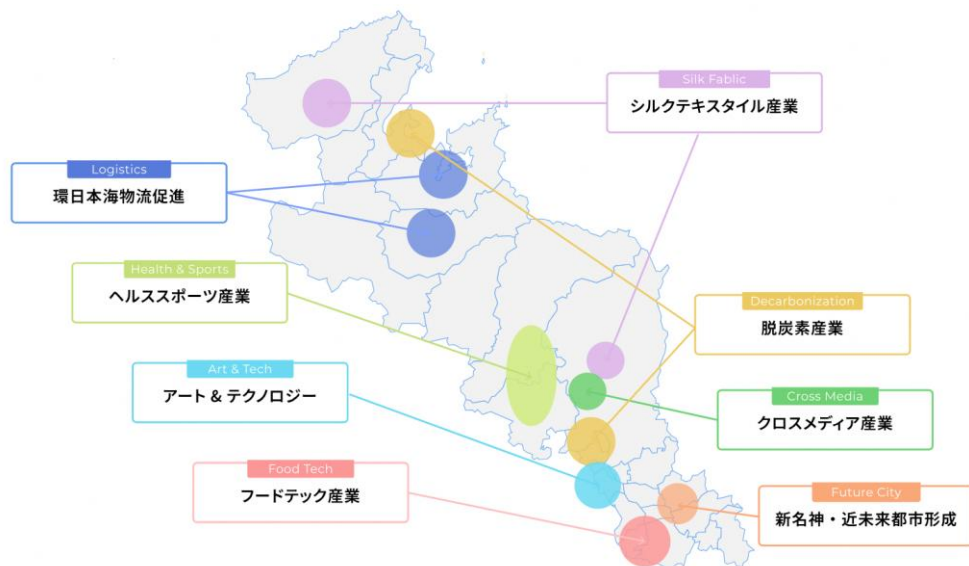 Silk Fablic
シルクテキスタイル産業
Logistics
環日本海物流促進
Health & Sports
ヘルススポーツ産業
Decarbonization
脱炭素産業
Art & Tech
アート & テクノロジー
Cross Media
クロスメディア産業
Food Tech
フードテック産業
Future City
新名神・近未来都市形成